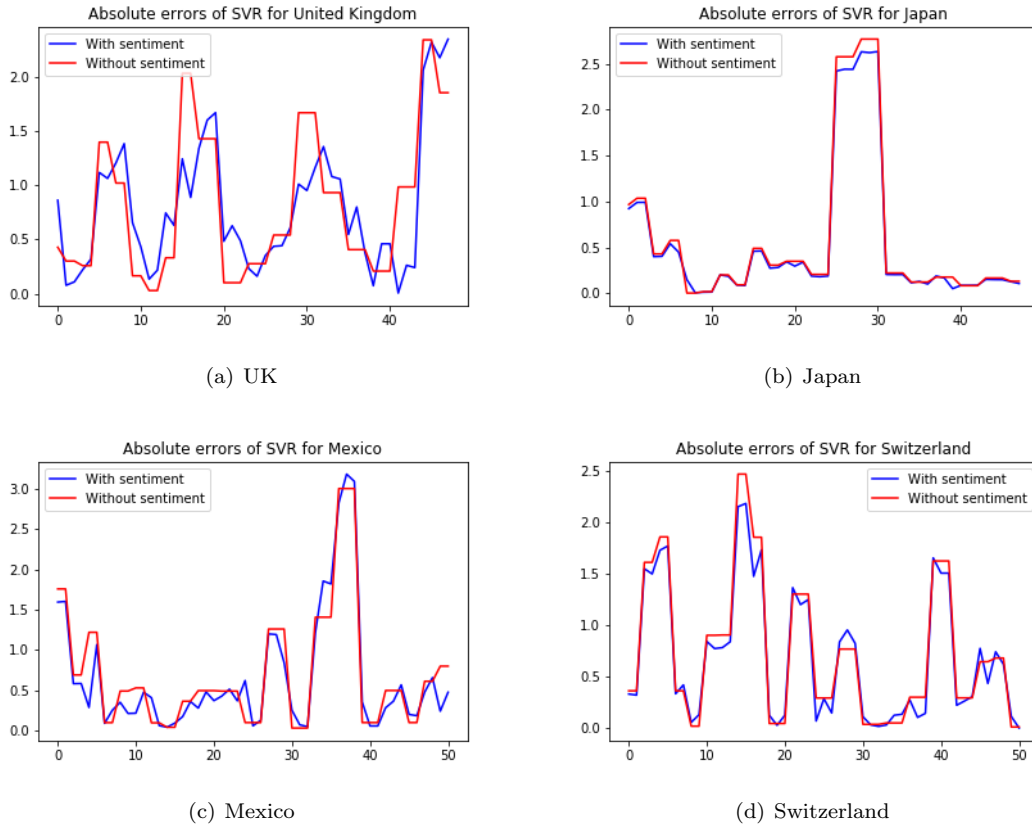 Absolute errors of SVR for United Kingdom
With sentiment
Without sentiment
2.0
1.5
1.0
0.5
0.0
0 10 20 30 40
(a) UK
Absolute errors of SVR for Japan
With sentiment
Without sentiment
2.5
2.0
1.5
1.0
0.5
0.0
0 10 20 30 40
(b) Japan
Absolute errors of SVR for Mexico
With sentiment
Without sentiment
3.0
2.5
2.0
1.5
1.0
0.5
0.0
0 10 20 30 40 50
(c) Mexico
Absolute errors of SVR for Switzerland
With sentiment
Without sentiment
2.5
2.0
1.5
1.0
0.5
0.0
0 10 20 30 40 50
(d) Switzerland